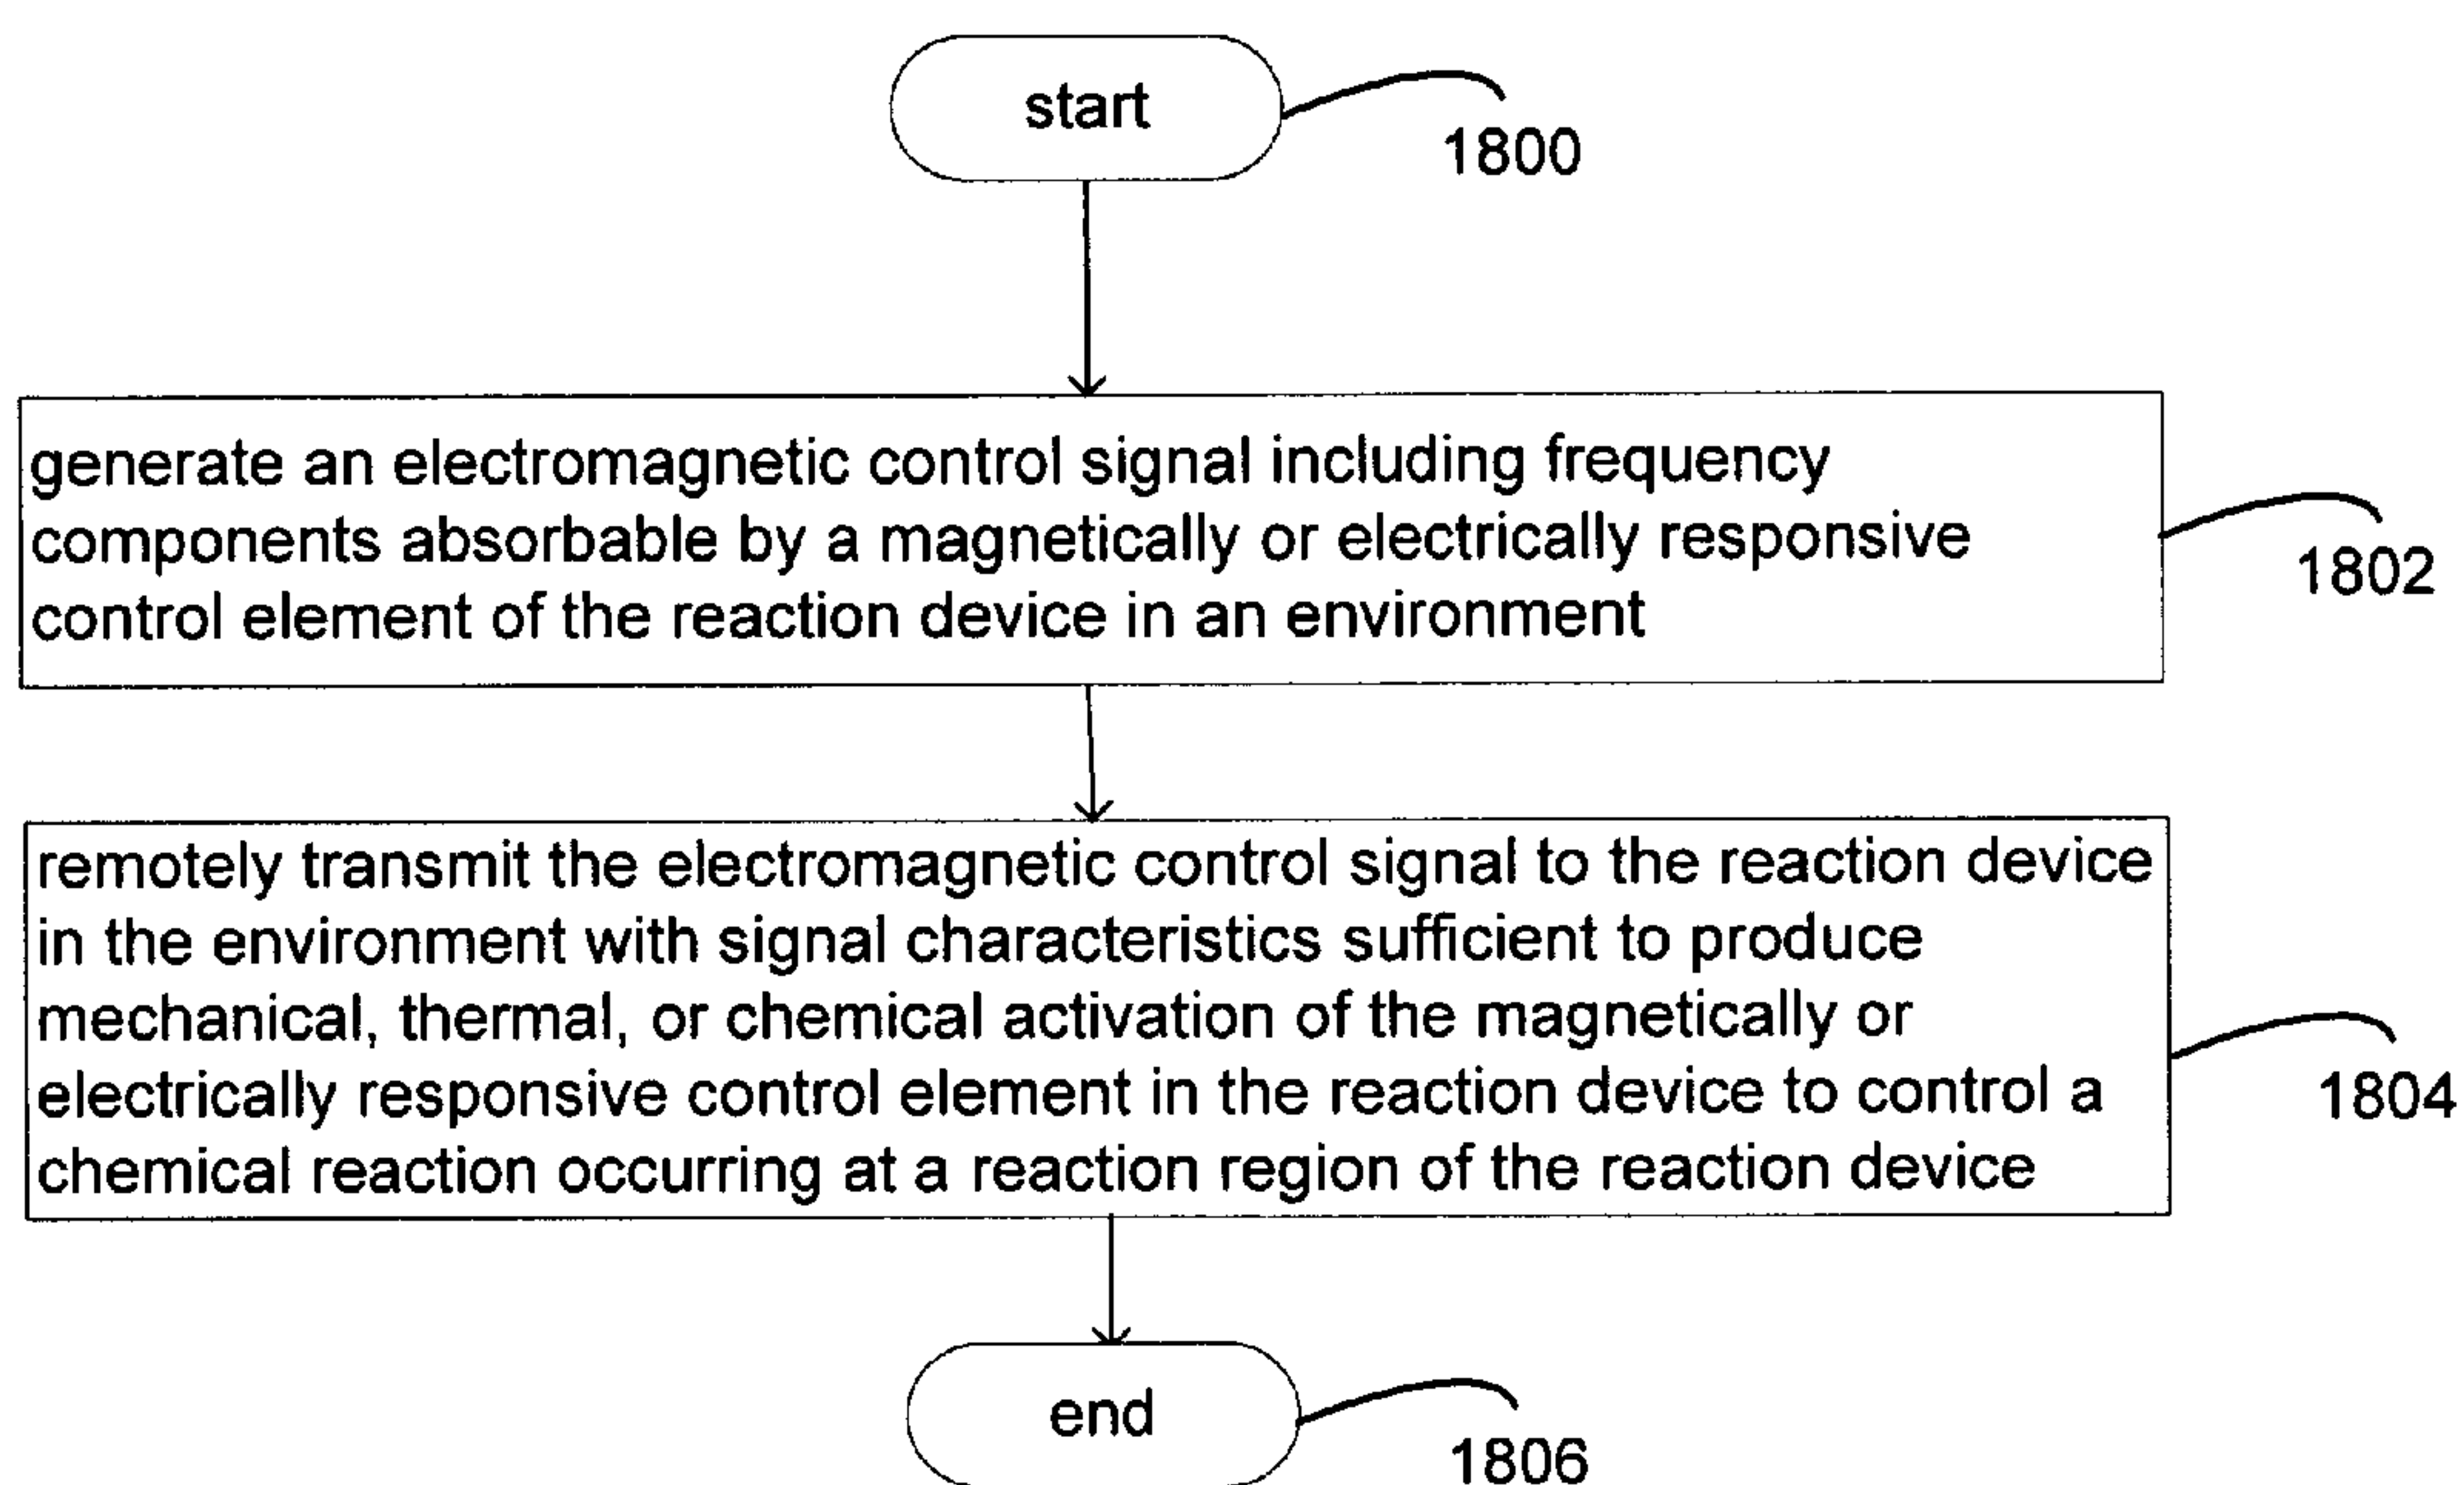 start
1800
generate an electromagnetic control signal including frequency
components absorbable by a magnetically or electrically responsive
control element of the reaction device in an environment
1802
remotely transmit the electromagnetic control signal to the reaction device
in the environment with signal characteristics sufficient to produce
mechanical, thermal, or chemical activation of the magnetically or
electrically responsive control element in the reaction device to control a
chemical reaction occurring at a reaction region of the reaction device
1804
end
1806